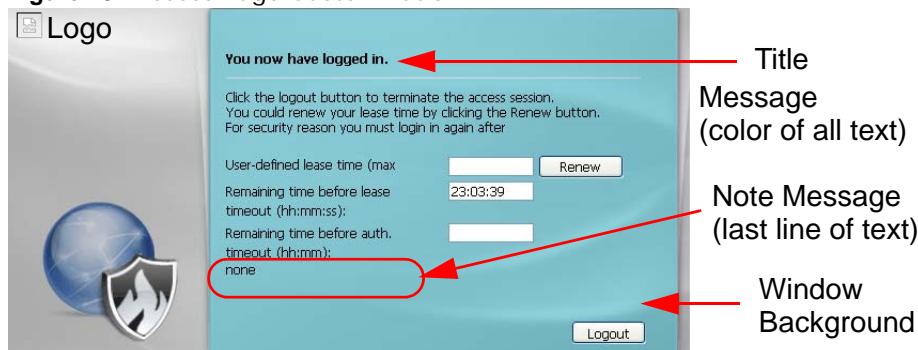 Logo
You now have logged in.
Title
Click the logout button to terminate the access session.
You could renew your lease time by clicking the Renew button.
For security reason you must login in again after
Message
(color of all text)
User-defined lease time (max
Renew
Remaining time before lease
timeout (hh:mm:ss):
23:03:39
Remaining time before auth.
timeout (hh:mm):
none
Note Message
(last line of text)
Window
Background
Logout